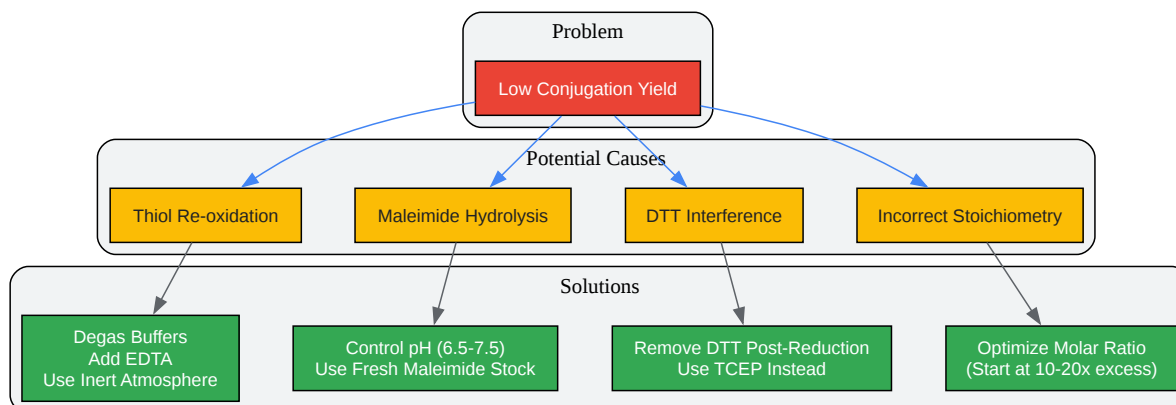 Problem
Low Conjugation Yield
Potential Causes
Thiol Re-oxidation
Maleimide Hydrolysis
DTT Interference
Incorrect Stoichiometry
Solutions
Degas Buffers
Add EDTA
Use Inert Atmosphere
Control pH (6.5-7.5)
Use Fresh Maleimide Stock
Remove DTT Post-Reduction
Use TCEP Instead
Optimize Molar Ratio
(Start at 10-20x excess)